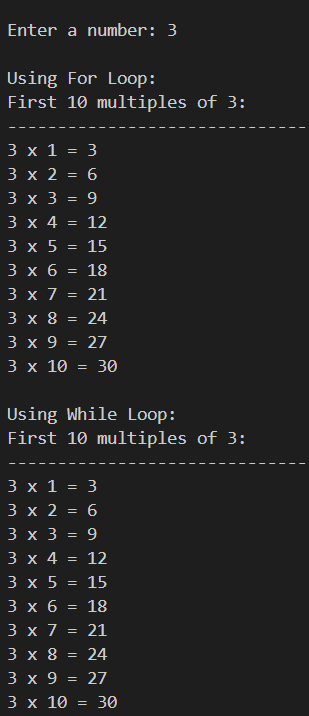 Enter a number: 3
Using For Loop:
First 10 multiples of 3:
------------------------------
3 x 1 = 3
3 x 2 = 6
3 x 3 = 9
3 x 4 = 12
3 x 5 = 15
3 x 6 = 18
3 x 7 = 21
3 x 8 = 24
3 x 9 = 27
3 x 10 = 30
Using While Loop:
First 10 multiples of 3:
------------------------------
3 x 1 = 3
3 x 2 = 6
3 x 3 = 9
3 x 4 = 12
3 x 5 = 15
3 x 6 = 18
3 x 7 = 21
3 x 8 = 24
3 x 9 = 27
3 x 10 = 30